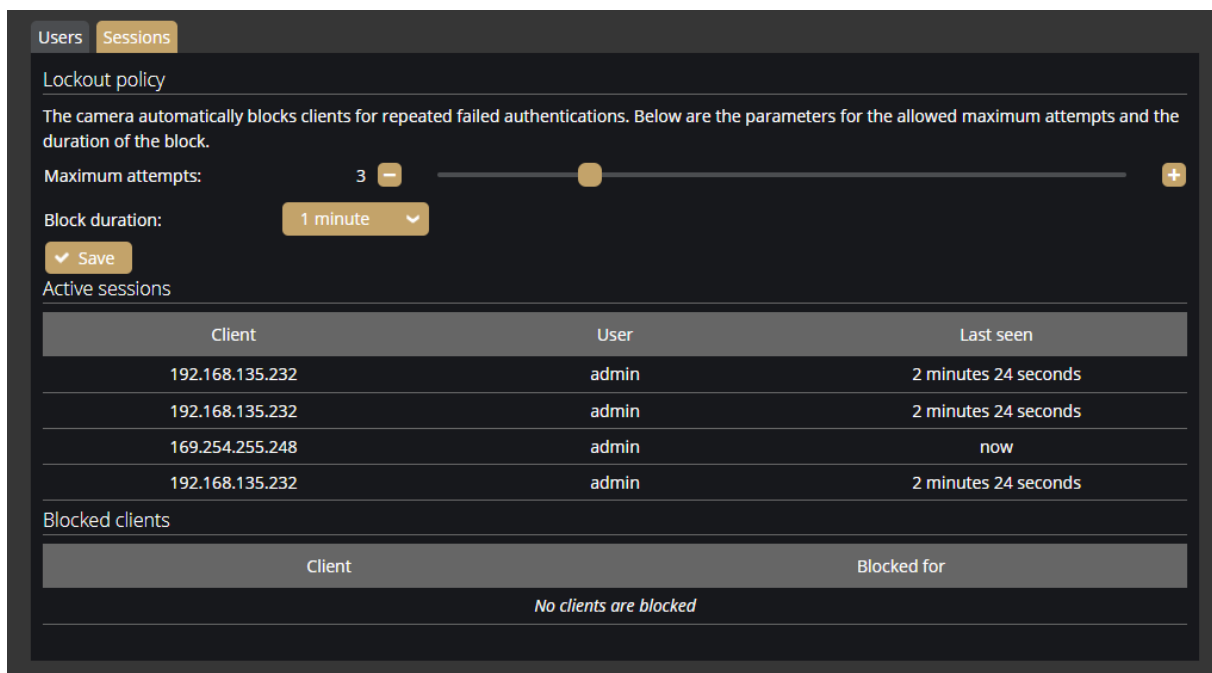 Users Sessions
Lockout policy
The camera automatically blocks clients for repeated failed authentications. Below are the parameters for the allowed maximum attempts and the
duration of the block.
Maximum attempts: 3
Block duration: 1 minute
Save
Active sessions
Client User Last seen
192.168.135.232 admin 2 minutes 24 seconds
192.168.135.232 admin 2 minutes 24 seconds
169.254.255.248 admin now
192.168.135.232 admin 2 minutes 24 seconds
Blocked clients
Client Blocked for
No clients are blocked